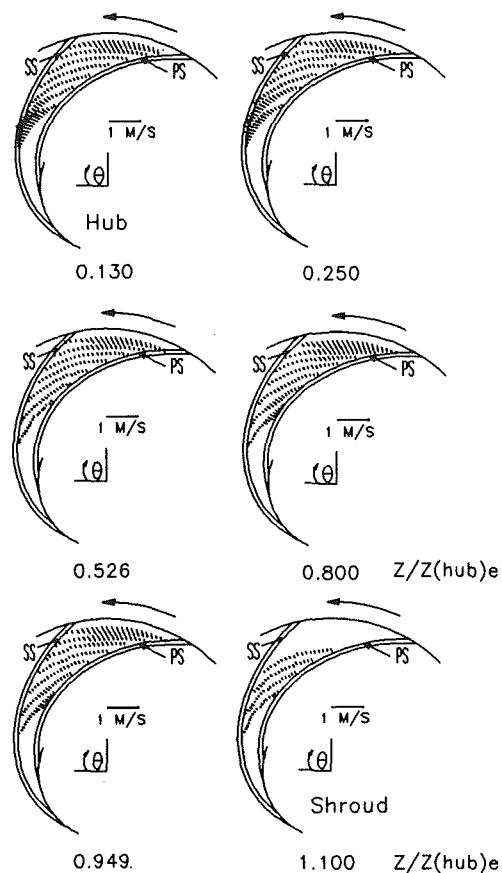 SS PS SS PS
1 M/S 1 M/S
θ θ
Hub
0.130 0.250
SS PS SS PS
1 M/S 1 M/S
θ θ
0.526 0.800 Z/Z(hub)e
SS PS SS PS
1 M/S 1 M/S
θ θ
Shroud
0.949. 1.100 Z/Z(hub)e